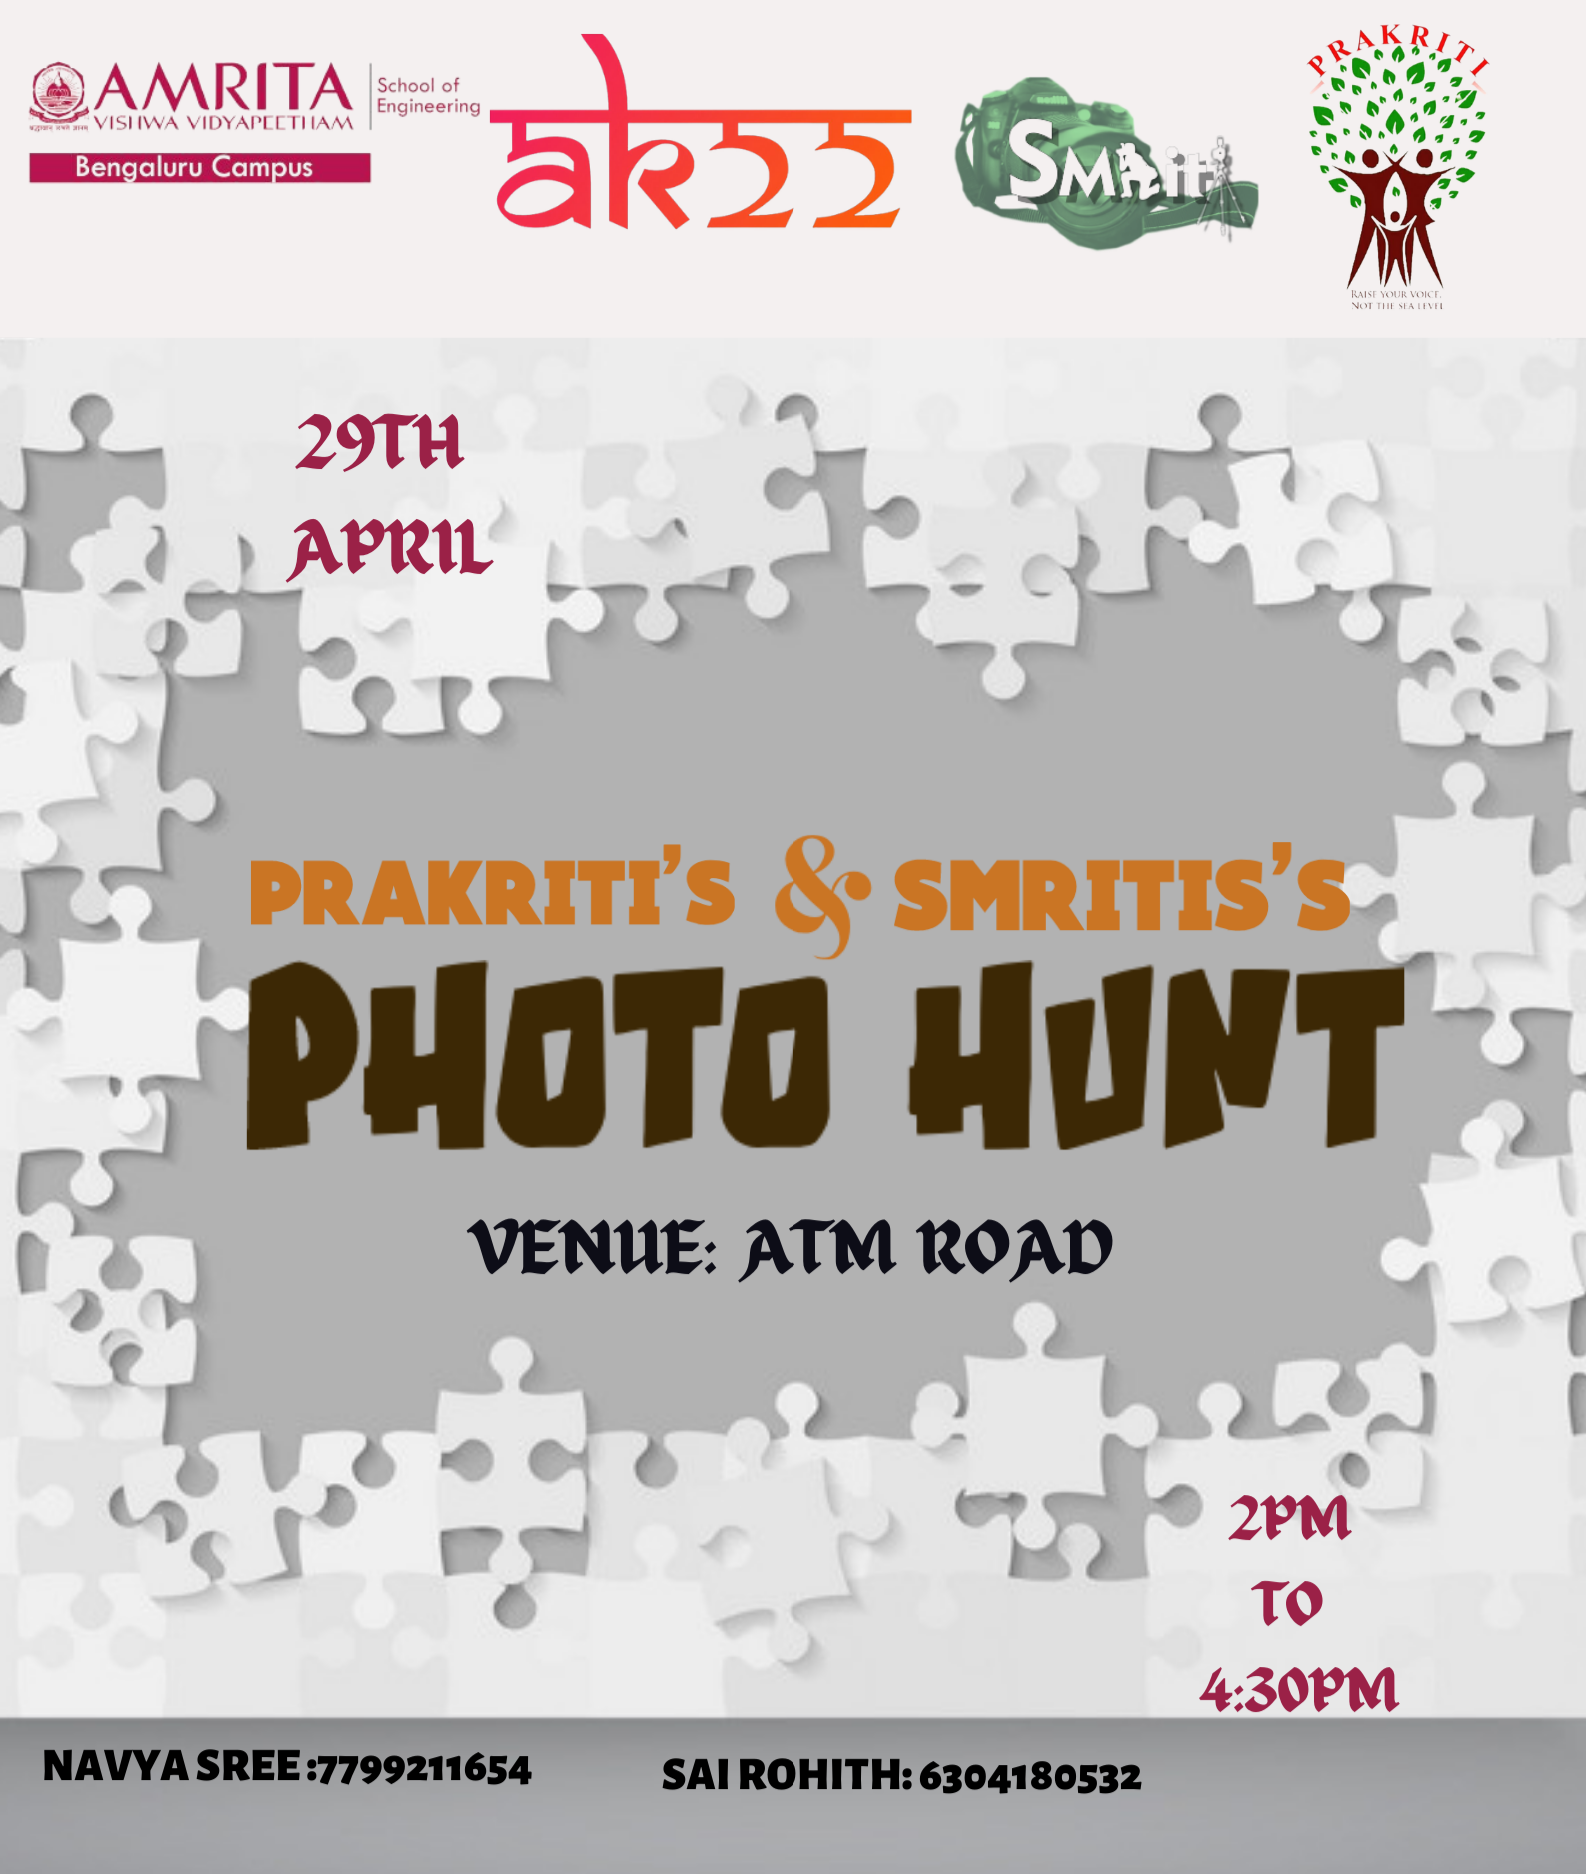 AMRITA
VISHWA VIDYAPEETHAM
School of
Engineering
Bengaluru Campus
ak22
SMRiti
PRAKRITI
RAISE YOUR VOICE,
NOT THE SEA LEVEL
29TH
APRIL
PRAKRITI'S & SMRITIS'S
PHOTO HUNT
VENUE: ATM ROAD
2PM
TO
4:30PM
NAVYA SREE :7799211654
SAI ROHITH: 6304180532